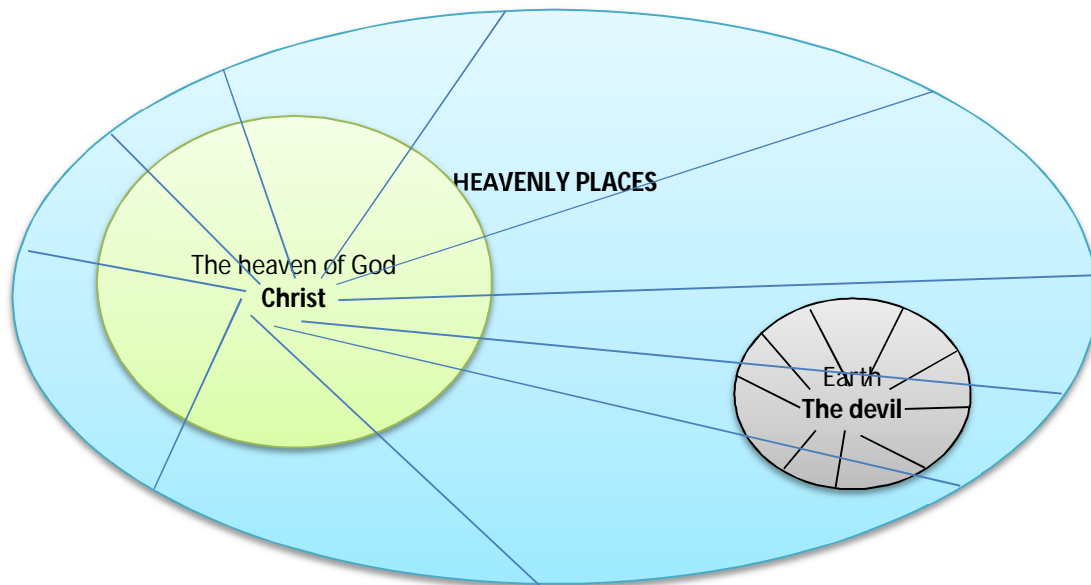 HEAVENLY PLACES
The heaven of God
Christ
Earth
The devil